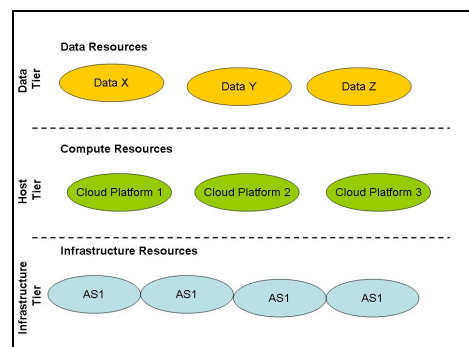 Data Resources
Data Tier
Data X
Data Y
Data Z
Compute Resources
Host Tier
Cloud Platform 1
Cloud Platform 2
Cloud Platform 3
Infrastructure Resources
Infrastructure Tier
AS1
AS1
AS1
AS1